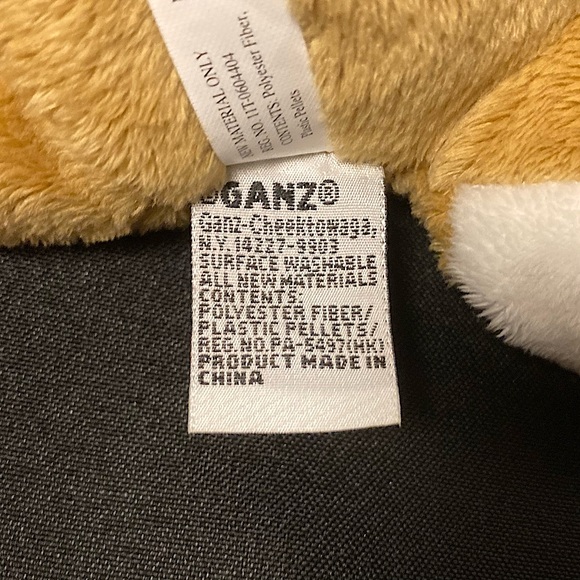 NEW MATERIAL ONLY
REG. NO. 11T-0604404
CONTENTS: Polyester Fiber,
Plastic Pellets.
©GANZ®
Ganz-Cheektowaga,
N.Y. 14227-9903
SURFACE WASHABLE
ALL NEW MATERIALS
CONTENTS:
POLYESTER FIBER/
PLASTIC PELLETS/
REG NO.PA-5497(HK)
PRODUCT MADE IN
CHINA